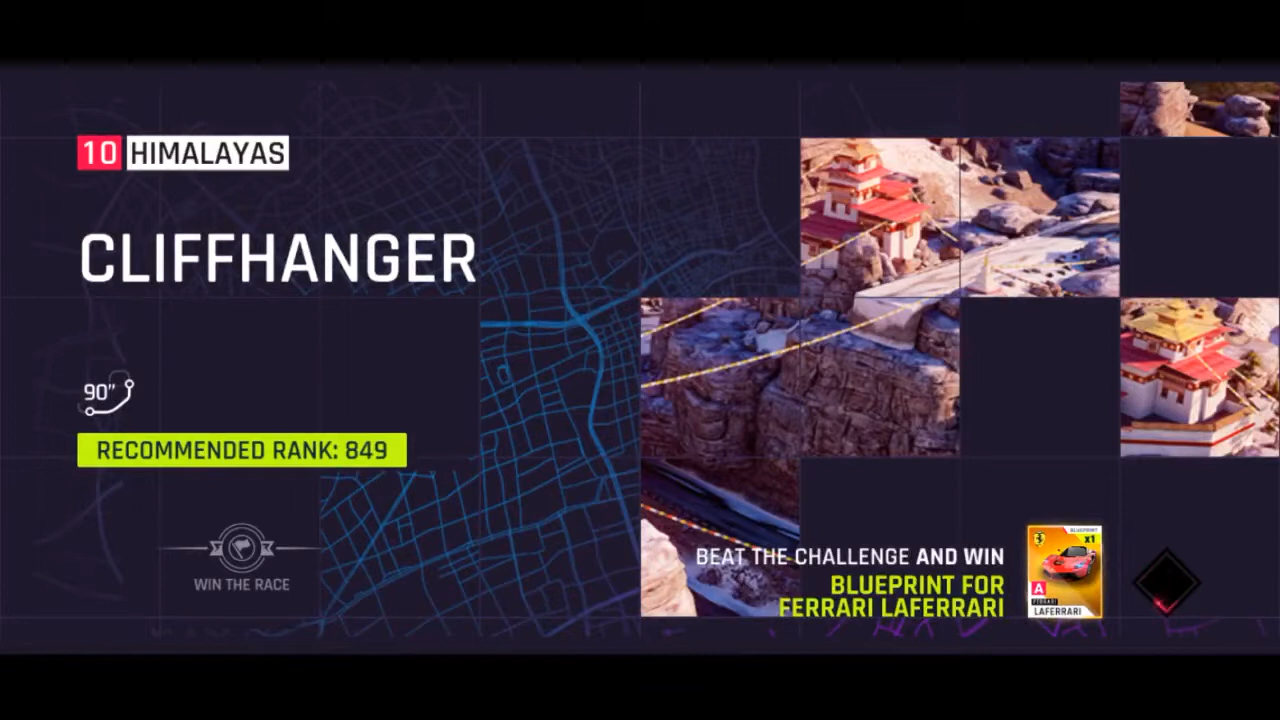 10 HIMALAYAS
CLIFFHANGER
90"
RECOMMENDED RANK: 849
WIN THE RACE
BEAT THE CHALLENGE AND WIN
BLUEPRINT FOR
FERRARI LAFERRARI
BLUEPRINT
x1
A
FERRARI
LAFERRARI